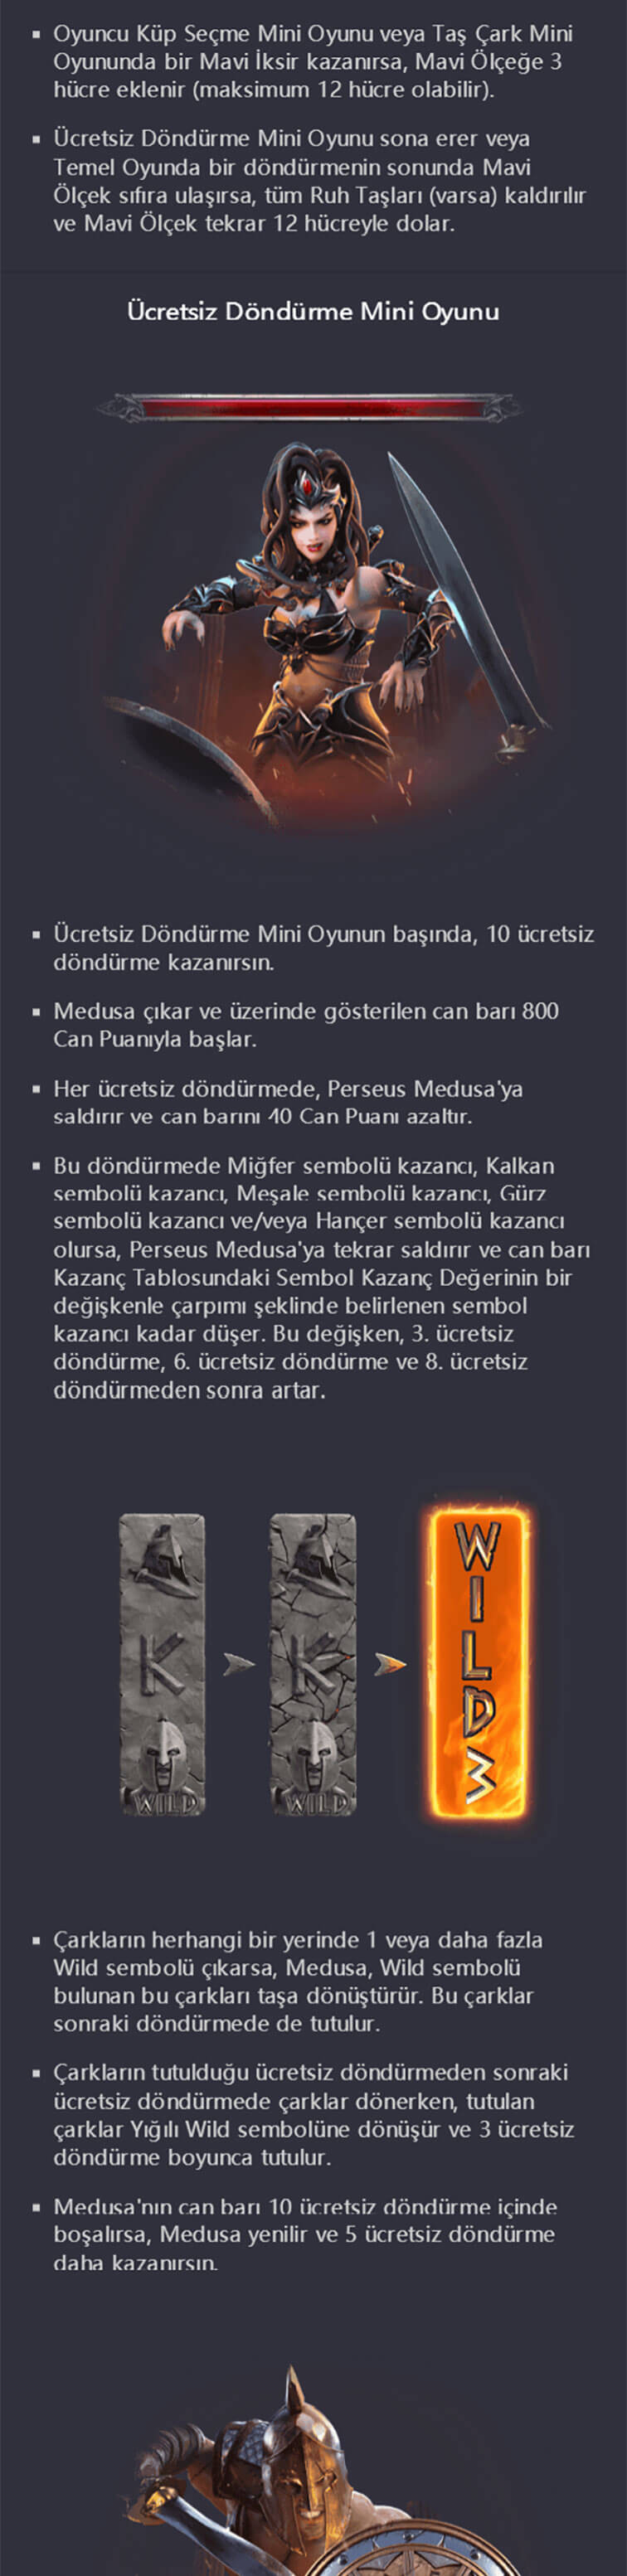 Oyuncu Küp Seçme Mini Oyunu veya Taş Çark Mini
Oyununda bir Mavi İksir kazanırsa, Mavi Ölçeğe 3
hücre eklenir (maksimum 12 hücre olabilir).
Ücretsiz Döndürme Mini Oyunu sona erer veya
Temel Oyunda bir döndürmenin sonunda Mavi
Ölçek sıfıra ulaşırsa, tüm Ruh Taşları (varsa) kaldırılır
ve Mavi Ölçek tekrar 12 hücreyle dolar.
Ücretsiz Döndürme Mini Oyunu
Ücretsiz Döndürme Mini Oyunun başında, 10 ücretsiz
döndürme kazanırsın.
Medusa çıkar ve üzerinde gösterilen can barı 800
Can Puanıyla başlar.
Her ücretsiz döndürmede, Perseus Medusa'ya
saldırır ve can barını 40 Can Puanı azaltır.
Bu döndürmede Miğfer sembolü kazancı, Kalkan
sembolü kazancı, Meşale sembolü kazancı, Gürz
sembolü kazancı ve/veya Hançer sembolü kazancı
olursa, Perseus Medusa'ya tekrar saldırır ve can barı
Kazanç Tablosundaki Sembol Kazanç Değerinin bir
değişkenle çarpımı şeklinde belirlenen sembol
kazancı kadar düşer. Bu değişken, 3. ücretsiz
döndürme, 6. ücretsiz döndürme ve 8. ücretsiz
döndürmeden sonra artar.
K
WILD
K
WILD
WILD
3
Çarkların herhangi bir yerinde 1 veya daha fazla
Wild sembolü çıkarsa, Medusa, Wild sembolü
bulunan bu çarkları taşa dönüştürür. Bu çarklar
sonraki döndürmede de tutulur.
Çarkların tutulduğu ücretsiz döndürmeden sonraki
ücretsiz döndürmede çarklar dönerken, tutulan
çarklar Yığılı Wild sembolüne dönüşür ve 3 ücretsiz
döndürme boyunca tutulur.
Medusa'nın can barı 10 ücretsiz döndürme içinde
boşalırsa, Medusa yenilir ve 5 ücretsiz döndürme
daha kazanırsın.